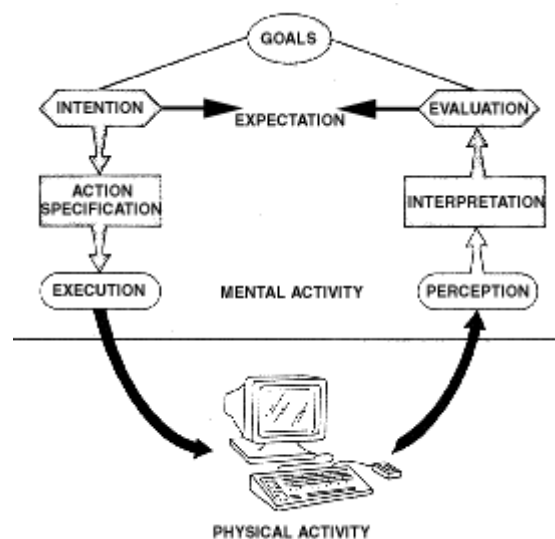 GOALS
INTENTION
EXPECTATION
EVALUATION
ACTION
SPECIFICATION
INTERPRETATION
EXECUTION
MENTAL ACTIVITY
PERCEPTION
PHYSICAL ACTIVITY